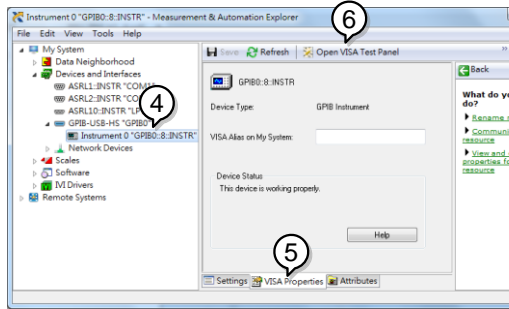 Instrument 0 "GPIB0::8::INSTR" - Measurement & Automation Explorer
6
File Edit View Tools Help
Save Refresh Open VISA Test Panel »
My System
Data Neighborhood
Devices and Interfaces
ASRL1::INSTR "COM1"
ASRL2::INSTR "CO
ASRL10::INSTR "LP
GPIB-USB-HS "GPIB0"
Instrument 0 "GPIB0::8::INSTR"
Network Devices
Scales
Software
IVI Drivers
Remote Systems
4
GPIB0::8::INSTR
Device Type: GPIB Instrument
VISA Alias on My System:
Device Status
This device is working properly.
Help
5
Settings VISA Properties Attributes
Back
What do y
do?
Rename
Communi
resource
View and
properties fo
resource